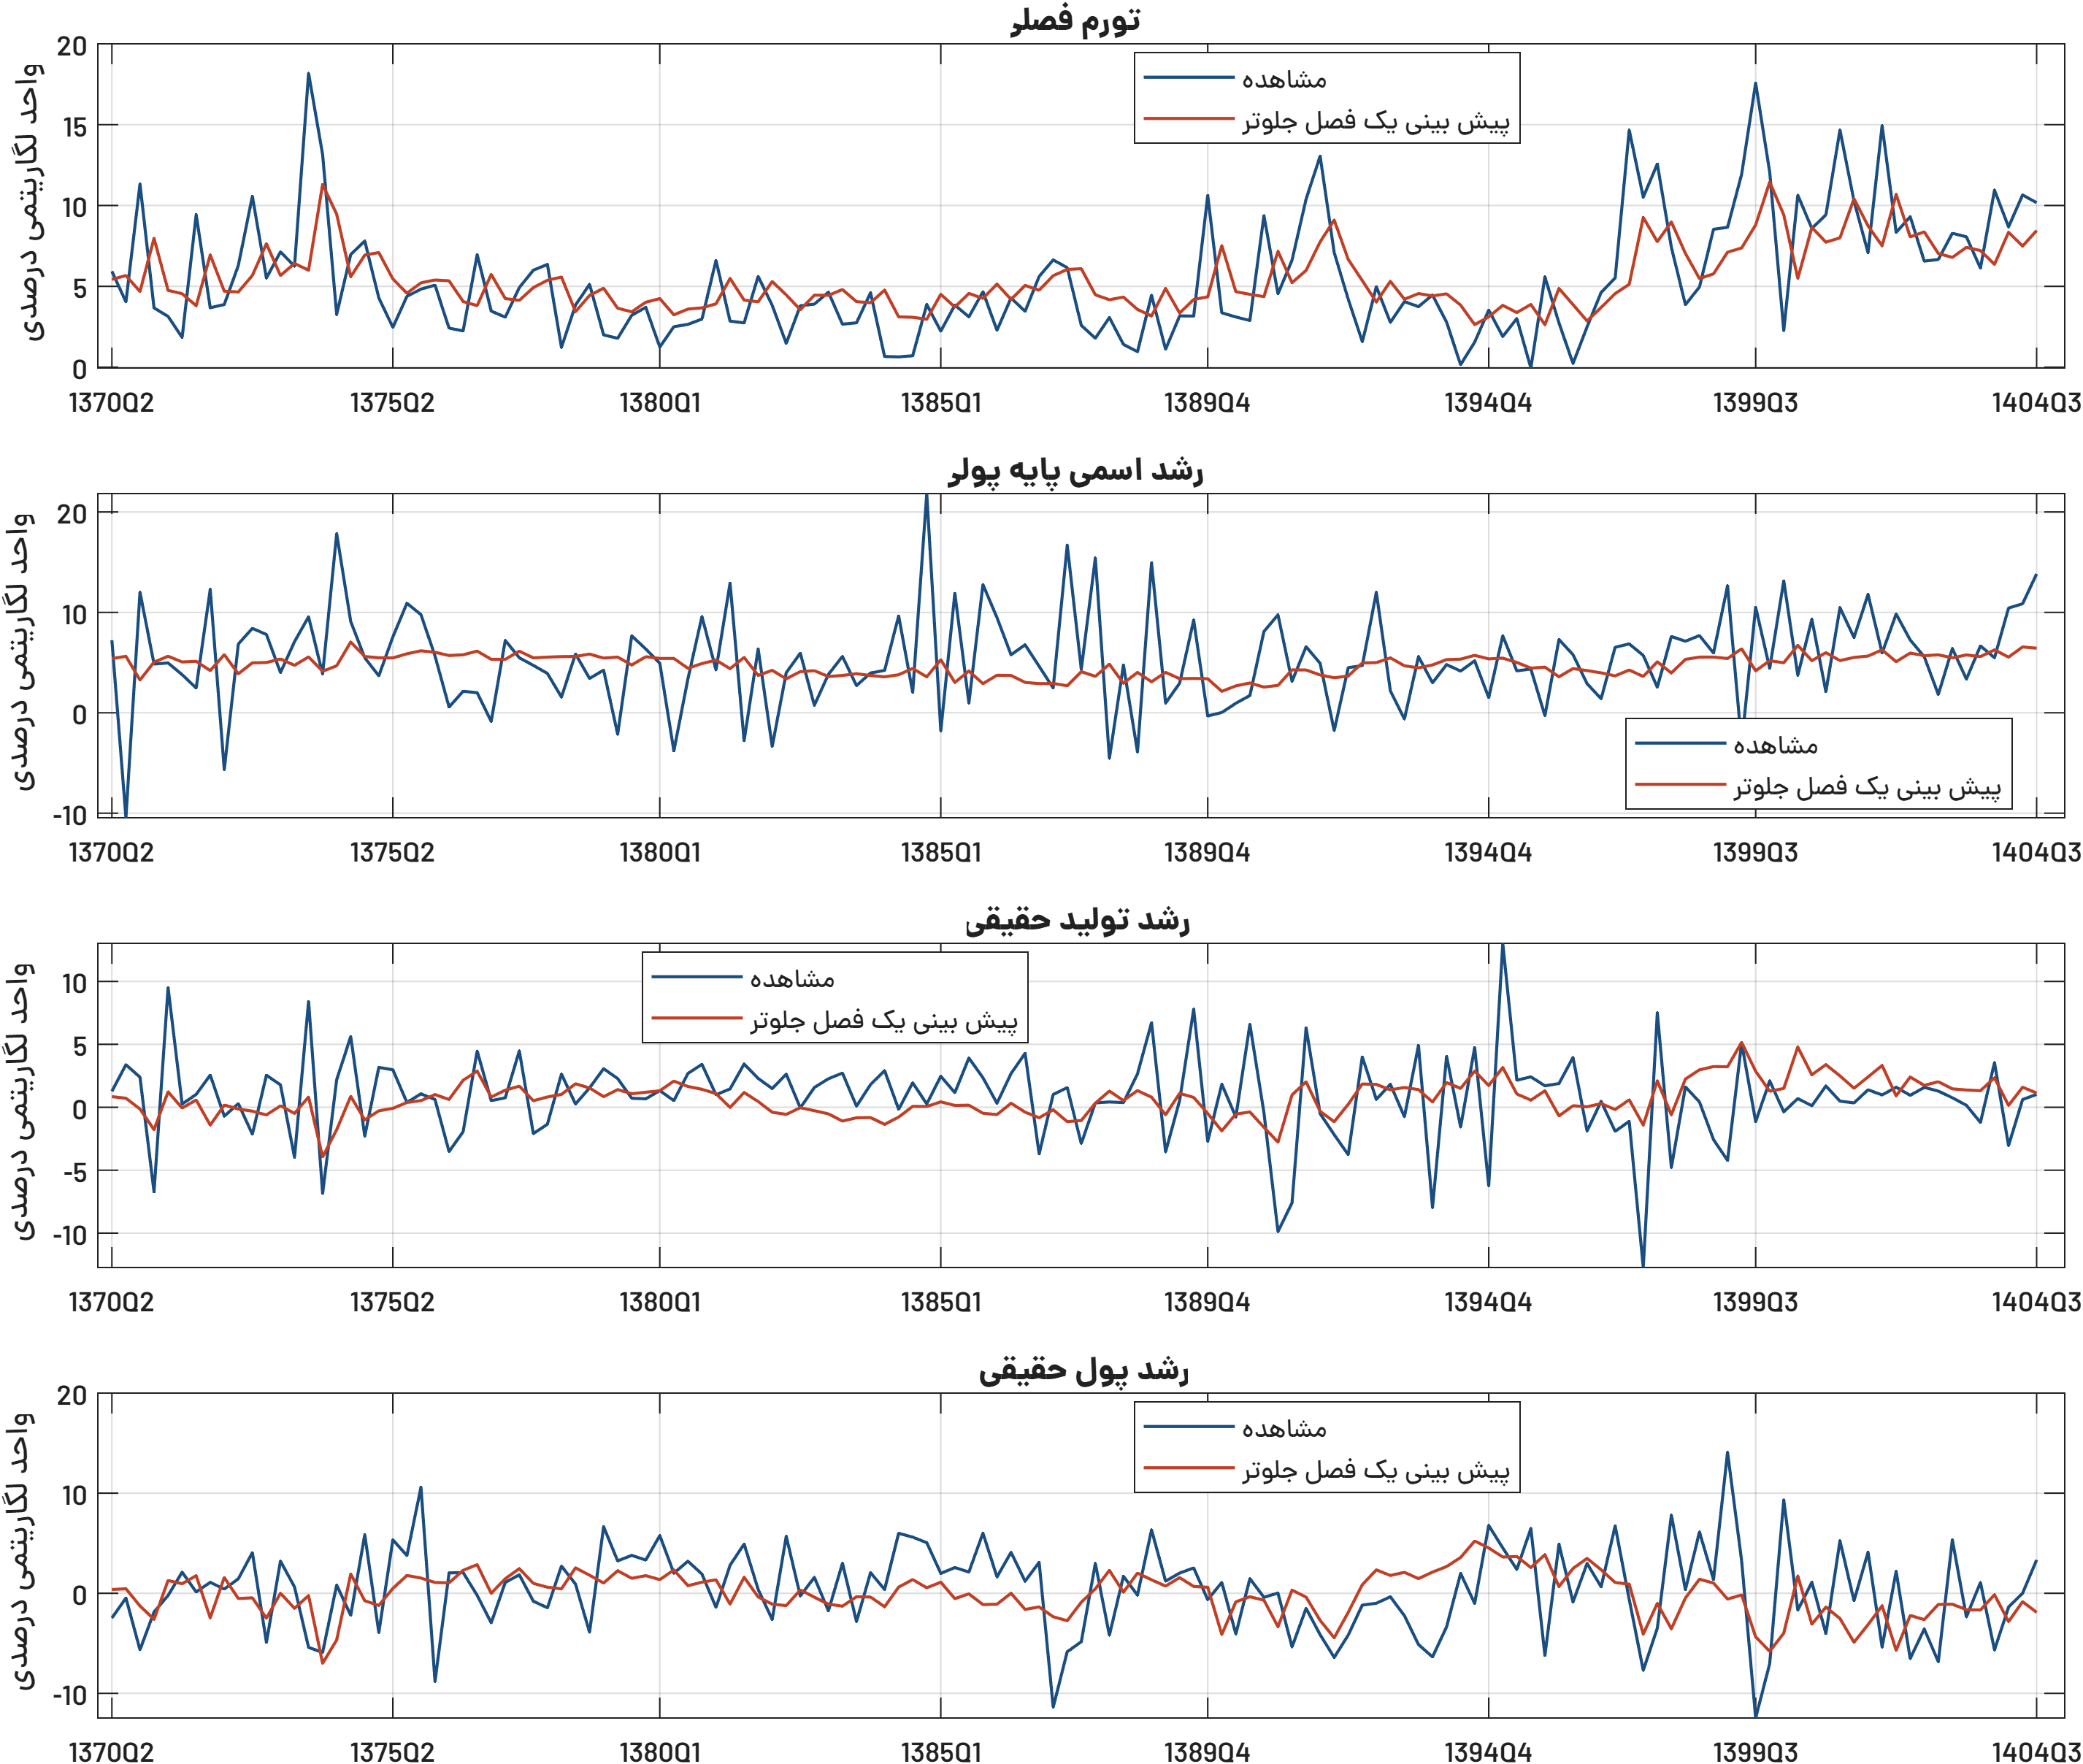 تورم فصلی
واحد لگاریتمی درصدی
20
15
10
5
0
مشاهده
پیش بینی یک فصل جلوتر
1370Q2 1375Q2 1380Q1 1385Q1 1389Q4 1394Q4 1399Q3 1404Q3
رشد اسمی پایه پولی
واحد لگاریتمی درصدی
20
10
0
-10
مشاهده
پیش بینی یک فصل جلوتر
1370Q2 1375Q2 1380Q1 1385Q1 1389Q4 1394Q4 1399Q3 1404Q3
رشد تولید حقیقی
واحد لگاریتمی درصدی
10
5
0
-5
-10
مشاهده
پیش بینی یک فصل جلوتر
1370Q2 1375Q2 1380Q1 1385Q1 1389Q4 1394Q4 1399Q3 1404Q3
رشد پول حقیقی
واحد لگاریتمی درصدی
20
10
0
-10
مشاهده
پیش بینی یک فصل جلوتر
1370Q2 1375Q2 1380Q1 1385Q1 1389Q4 1394Q4 1399Q3 1404Q3